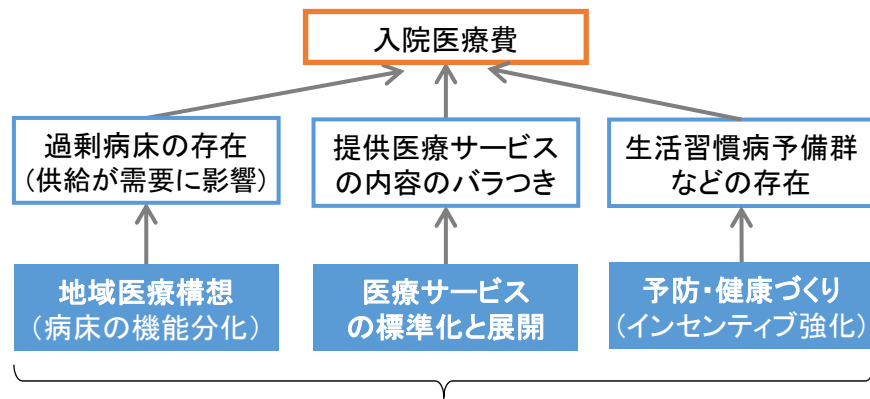 入院医療費
過剰病床の存在
(供給が需要に影響)
提供医療サービス
の内容のバラつき
生活習慣病予備群
などの存在
地域医療構想
（病床の機能分化）
医療サービス
の標準化と展開
予防・健康づくり
(インセンティブ強化)